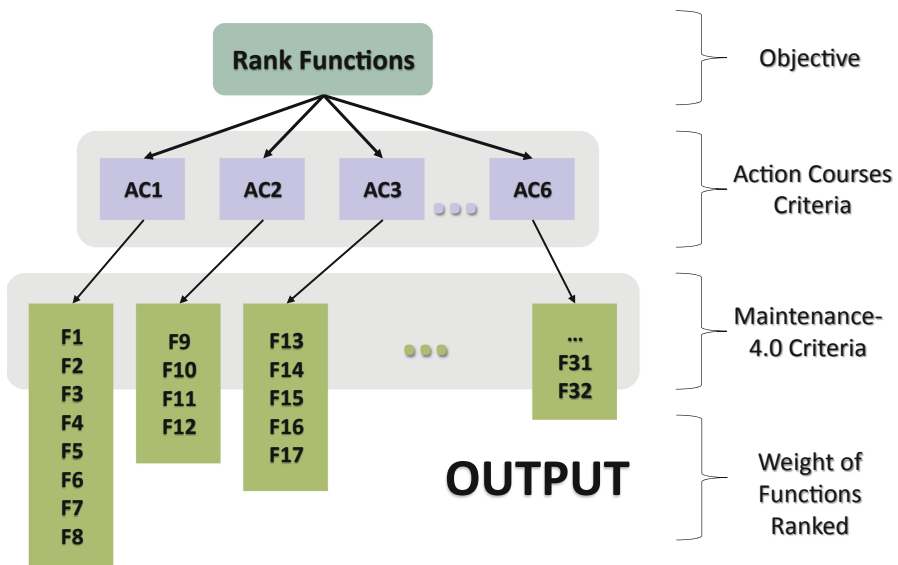 Rank Functions
Objective
AC1
AC2
AC3
...
AC6
Action Courses
Criteria
F1
F2
F3
F4
F5
F6
F7
F8
F9
F10
F11
F12
F13
F14
F15
F16
F17
...
...
F31
F32
Maintenance-
4.0 Criteria
OUTPUT
Weight of
Functions
Ranked